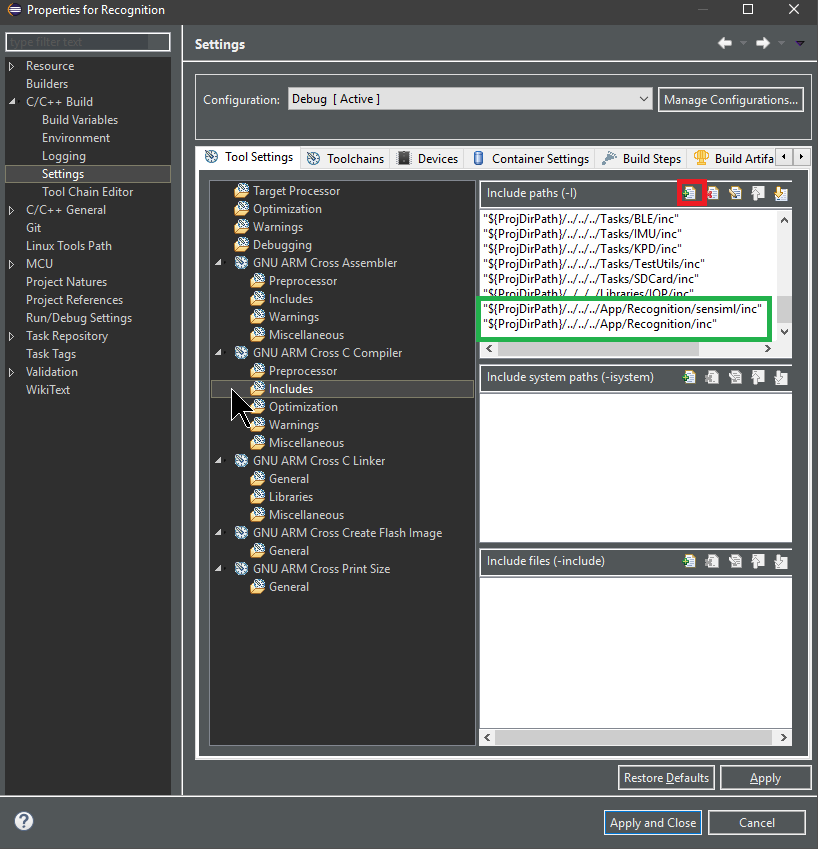 Properties for Recognition
type filter text
Resource
Builders
C/C++ Build
Build Variables
Environment
Logging
Settings
Tool Chain Editor
C/C++ General
Git
Linux Tools Path
MCU
Project Natures
Project References
Run/Debug Settings
Task Repository
Task Tags
Validation
WikiText
Settings
Configuration:
Debug [ Active ]
Manage Configurations...
Tool Settings
Toolchains
Devices
Container Settings
Build Steps
Build Artifa
Target Processor
Optimization
Warnings
Debugging
GNU ARM Cross Assembler
Preprocessor
Includes
Warnings
Miscellaneous
GNU ARM Cross C Compiler
Preprocessor
Includes
Optimization
Warnings
Miscellaneous
GNU ARM Cross C Linker
General
Libraries
Miscellaneous
GNU ARM Cross Create Flash Image
General
GNU ARM Cross Print Size
General
Include paths (-I)
"${ProjDirPath}/../../../Tasks/BLE/inc"
"${ProjDirPath}/../../../Tasks/IMU/inc"
"${ProjDirPath}/../../../Tasks/KPD/inc"
"${ProjDirPath}/../../../Tasks/TestUtils/inc"
"${ProjDirPath}/../../../Tasks/SDCard/inc"
"${ProjDirPath}/../../../Libraries/IOP/inc"
"${ProjDirPath}/../../../App/Recognition/sensiml/inc"
"${ProjDirPath}/../../../App/Recognition/inc"
Include system paths (-isystem)
Include files (-include)
Restore Defaults
Apply
Apply and Close
Cancel